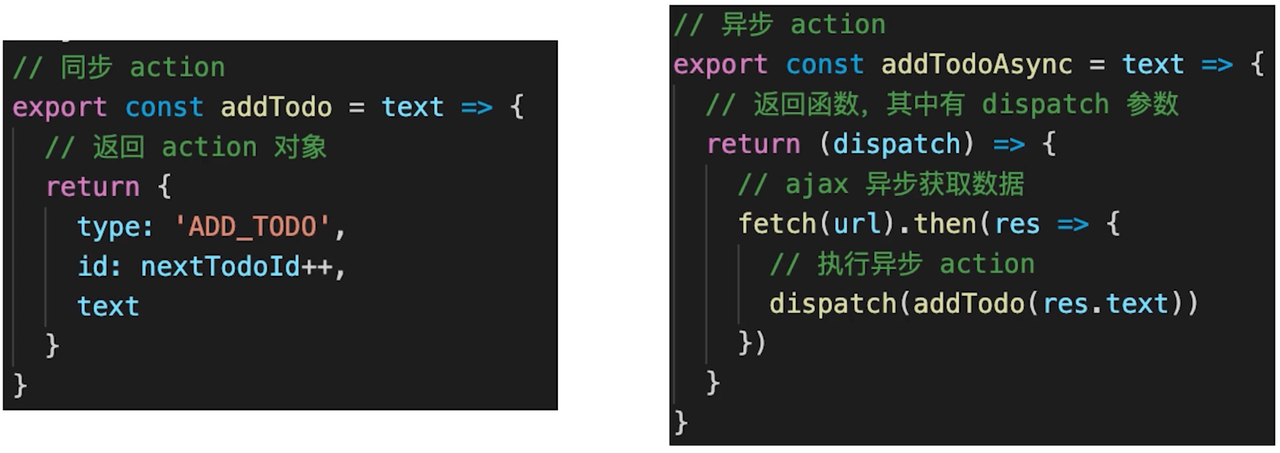 // 同步 action
export const addTodo = text => {
  // 返回 action 对象
  return {
    type: 'ADD_TODO',
    id: nextTodoId++,
    text
  }
}
// 异步 action
export const addTodoAsync = text => {
  // 返回函数，其中有 dispatch 参数
  return (dispatch) => {
    // ajax 异步获取数据
    fetch(url).then(res => {
      // 执行异步 action
      dispatch(addTodo(res.text))
    })
  }
}